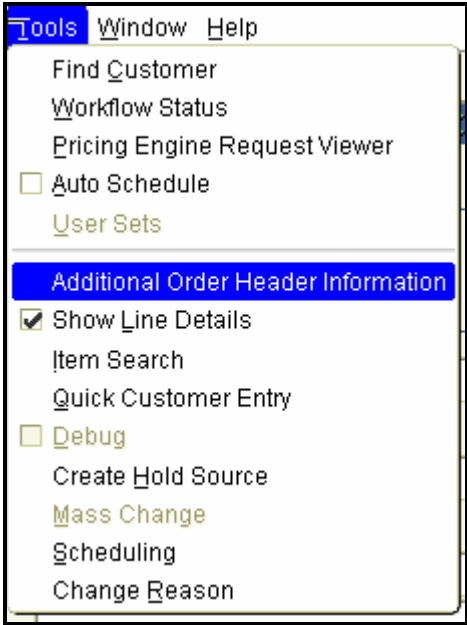 Tools Window Help
Find Customer
Workflow Status
Pricing Engine Request Viewer
Auto Schedule
User Sets
Additional Order Header Information
Show Line Details
Item Search
Quick Customer Entry
Debug
Create Hold Source
Mass Change
Scheduling
Change Reason